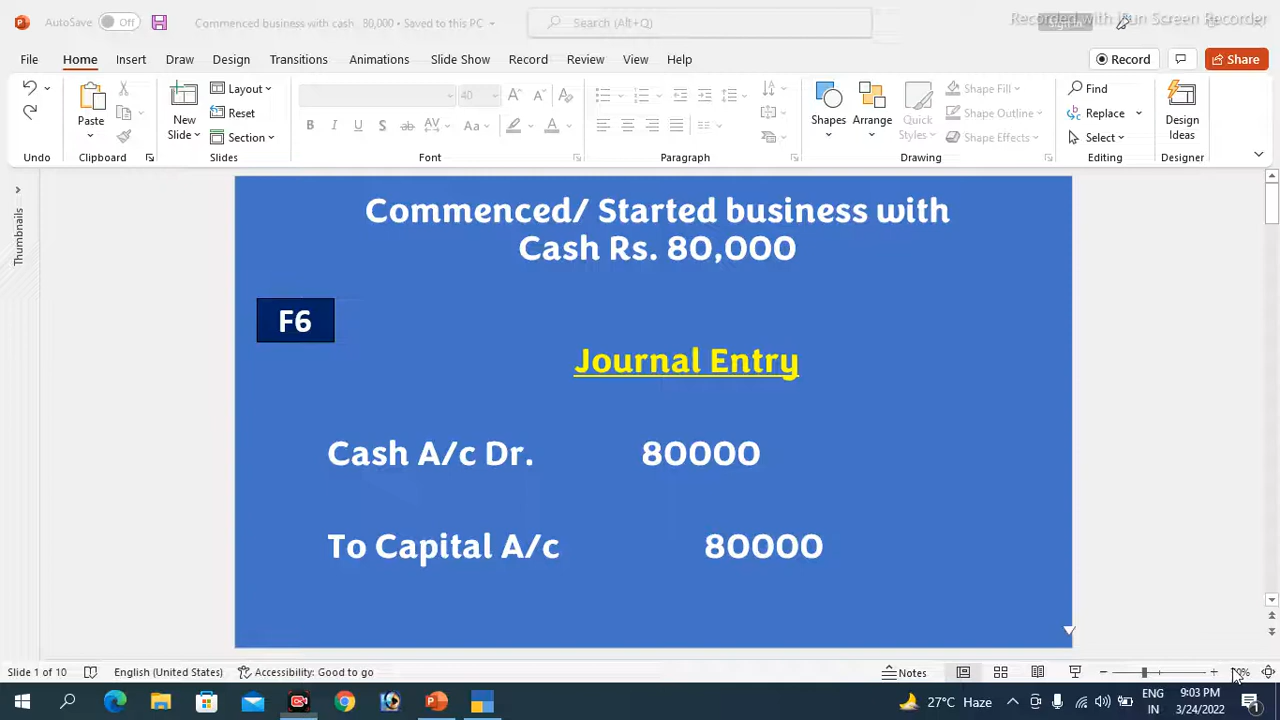 AutoSave Off Commenced business with cash 80,000 • Saved to this PC Search (Alt+Q) Recorded with iTun Screen Recorder
File Home Insert Draw Design Transitions Animations Slide Show Record Review View Help Record Share
Undo
Paste
Clipboard
New
Slide
Layout
Reset
Section
Slides
40
Font
Paragraph
Shapes
Arrange
Quick
Styles
Shape Fill
Shape Outline
Shape Effects
Drawing
Find
Replace
Select
Editing
Design
Ideas
Designer
Thumbnails
Commenced/ Started business with
Cash Rs. 80,000
F6
Journal Entry
Cash A/c Dr. 80000
To Capital A/c 80000
Slide 1 of 10 English (United States) Accessibility: Good to go Notes
27°C Haze ENG 9:03 PM
IN 3/24/2022